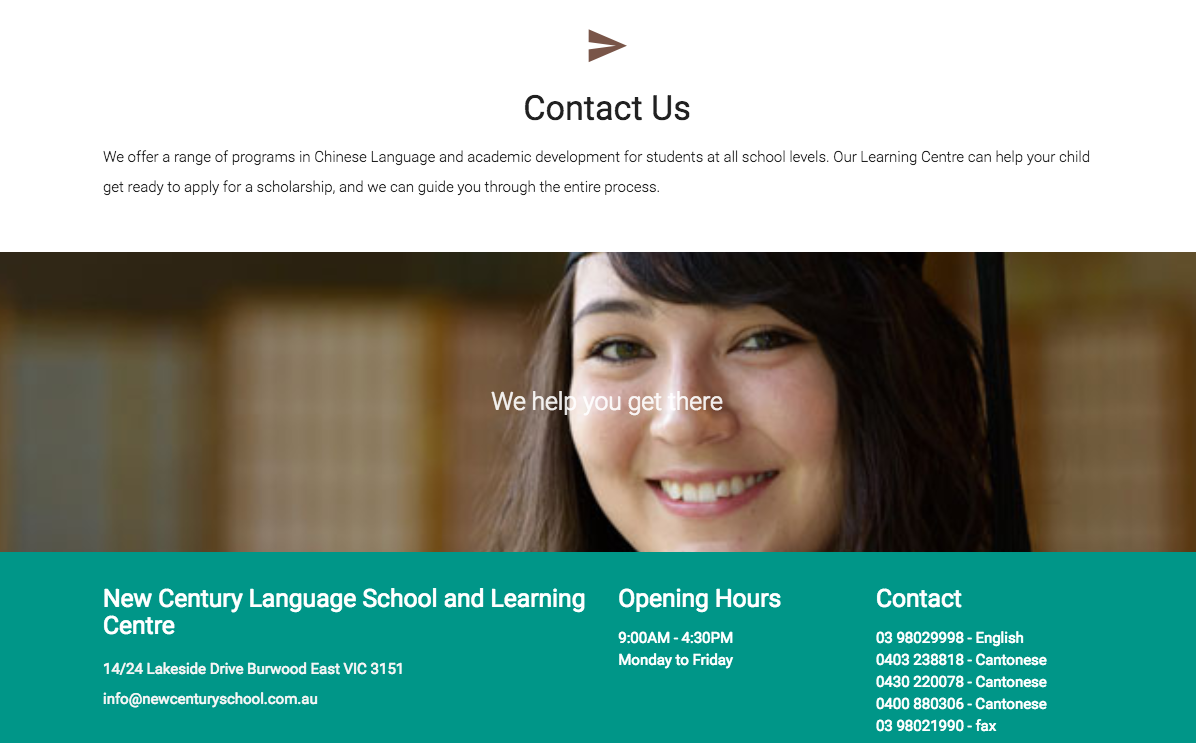 Contact Us
We offer a range of programs in Chinese Language and academic development for students at all school levels. Our Learning Centre can help your child
get ready to apply for a scholarship, and we can guide you through the entire process.
We help you get there
New Century Language School and Learning
Centre
14/24 Lakeside Drive Burwood East VIC 3151
info@newcenturyschool.com.au
Opening Hours
9:00AM - 4:30PM
Monday to Friday
Contact
03 98029998 - English
0403 238818 - Cantonese
0430 220078 - Cantonese
0400 880306 - Cantonese
03 98021990 - fax